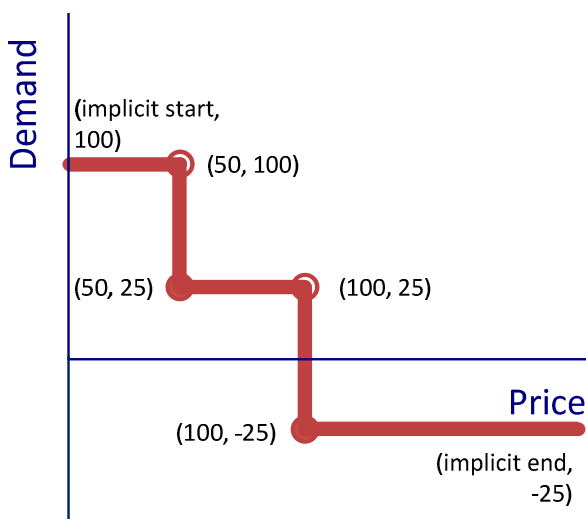 Demand
(implicit start,
100)
(50, 100)
(50, 25)
(100, 25)
Price
(100, -25)
(implicit end,
-25)